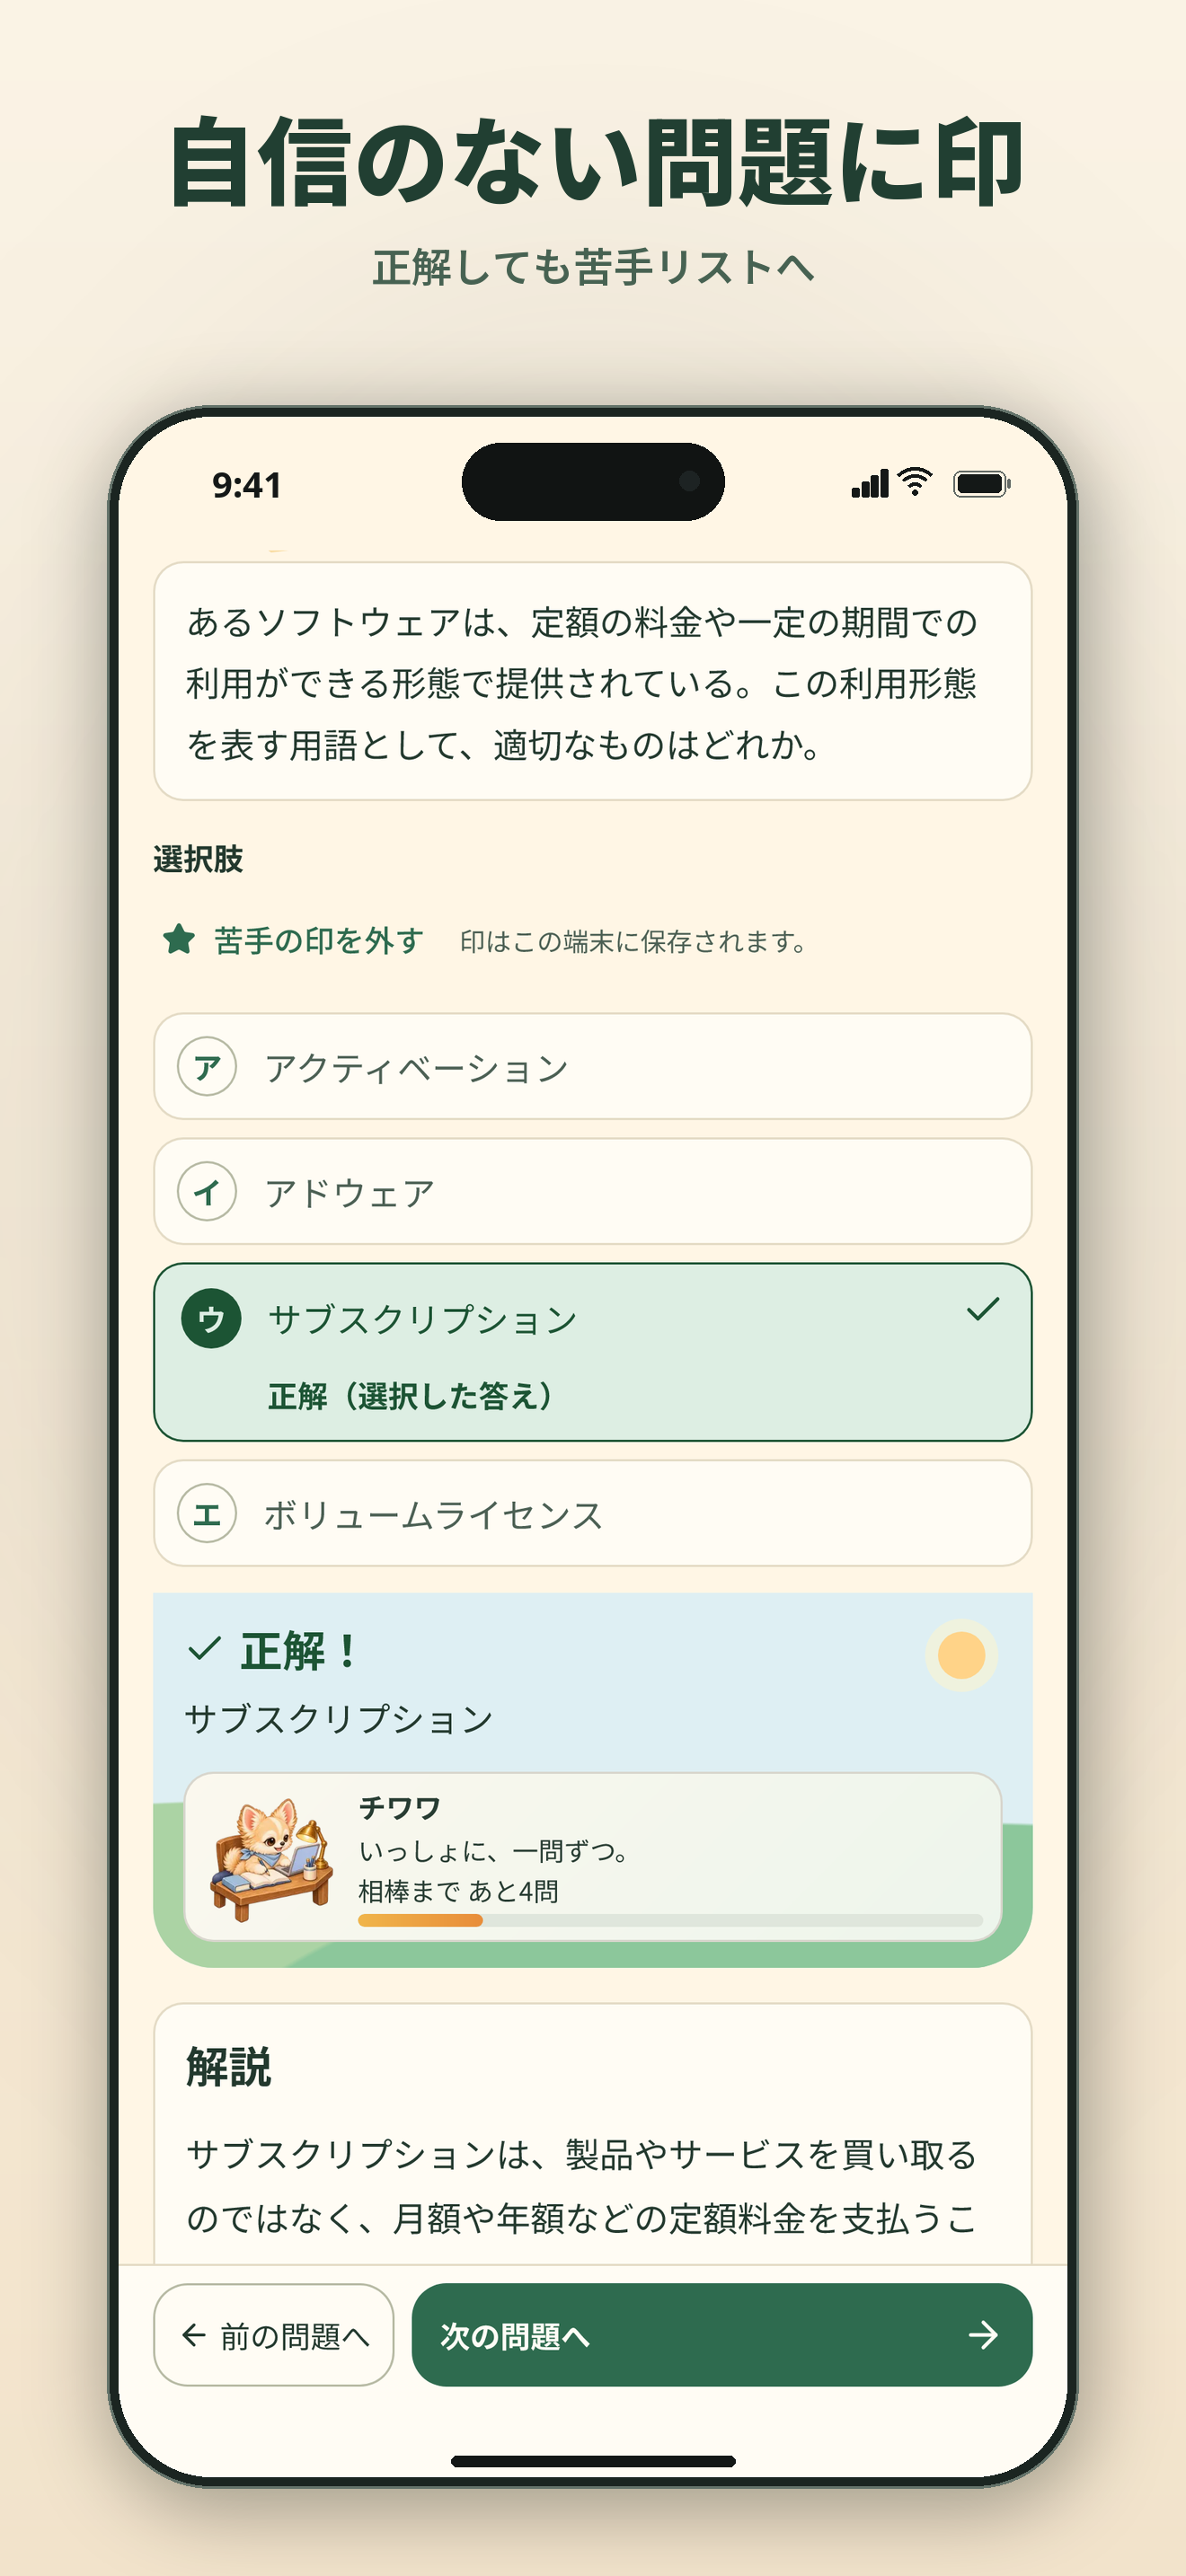 自信のない問題に印
正解しても苦手リストへ
9:41
あるソフトウェアは、定額の料金や一定の期間での
利用ができる形態で提供されている。この利用形態
を表す用語として、適切なものはどれか。
選択肢
苦手の印を外す 印はこの端末に保存されます。
ア アクティベーション
イ アドウェア
ウ サブスクリプション
正解（選択した答え）
エ ボリュームライセンス
正解！
サブスクリプション
チワワ
いっしょに、一問ずつ。
相棒まで あと4問
解説
サブスクリプションは、製品やサービスを買い取る
のではなく、月額や年額などの定額料金を支払うこ
前の問題へ 次の問題へ